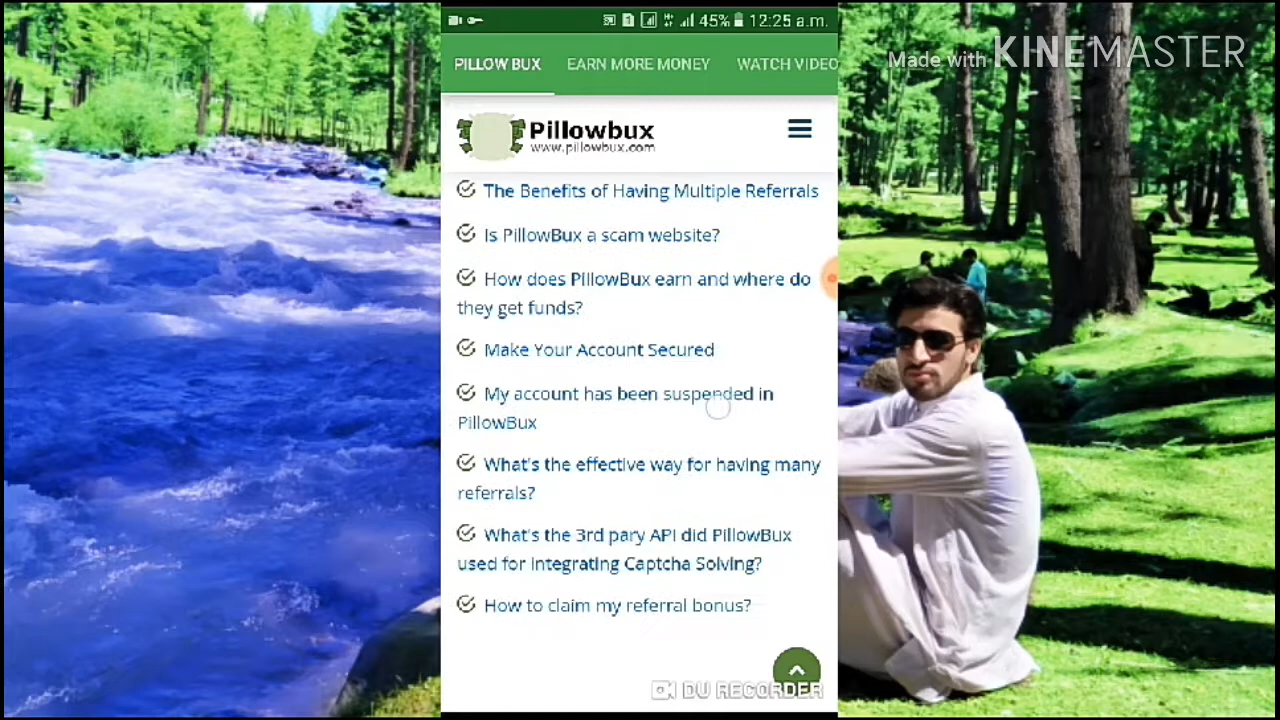 45% 12:25 a.m.
Made with KINEMASTER
PILLOW BUX EARN MORE MONEY WATCH VIDEO
Pillowbux
www.pillowbux.com
The Benefits of Having Multiple Referrals
Is PillowBux a scam website?
How does PillowBux earn and where do
they get funds?
Make Your Account Secured
My account has been suspended in
PillowBux
What's the effective way for having many
referrals?
What's the 3rd pary API did PillowBux
used for integrating Captcha Solving?
How to claim my referral bonus?
DU RECORDER